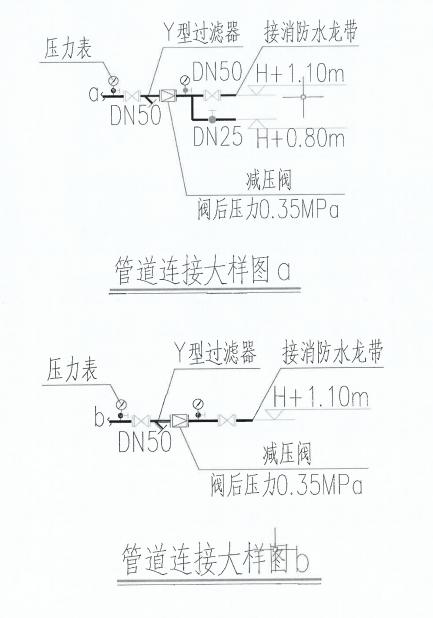 Y型过滤器
接消防水龙带
压力表
DN50
H+1.10m
a
DN50
DN25
H+0.80m
减压阀
阀后压力0.35MPa
管道连接大样图a
Y型过滤器
接消防水龙带
压力表
H+1.10m
b
DN50
减压阀
阀后压力0.35MPa
管道连接大样图b